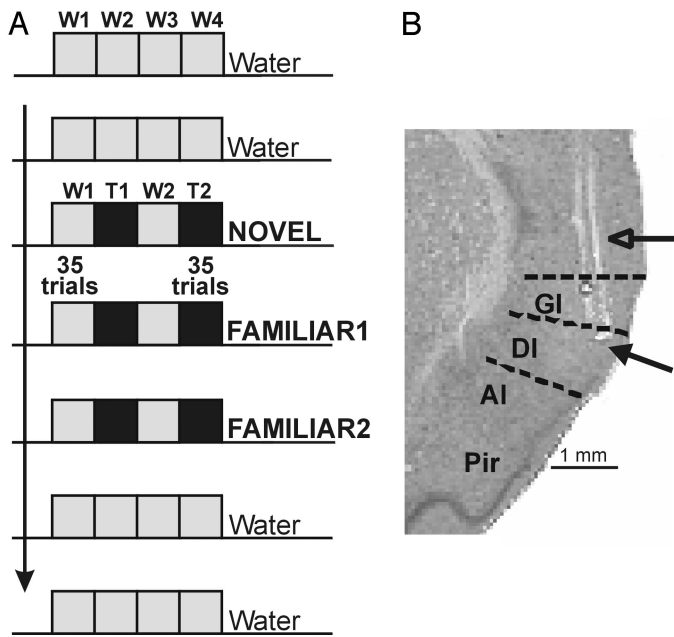 A
W1 W2 W3 W4
Water
Water
W1 T1 W2 T2
NOVEL
35 trials
35 trials
FAMILIAR1
FAMILIAR2
Water
Water
B
GI
DI
AI
Pir
1 mm